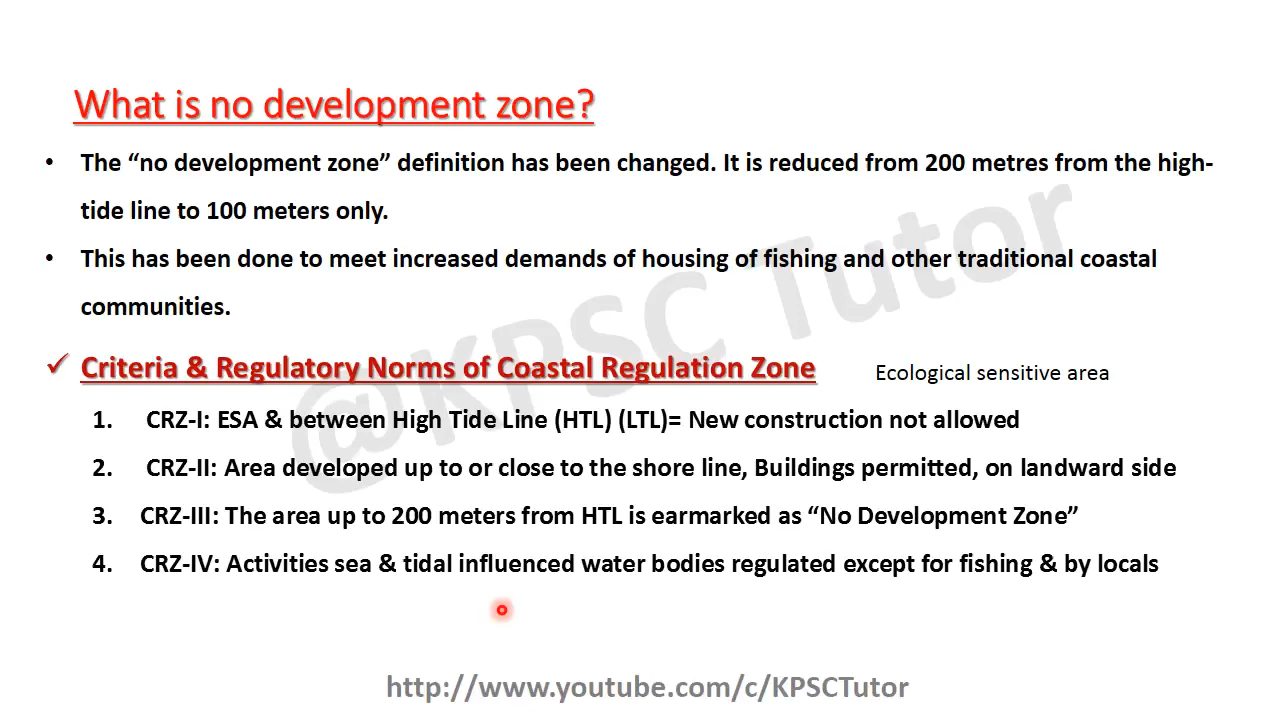 What is no development zone?
• The “no development zone” definition has been changed. It is reduced from 200 metres from the high-
tide line to 100 meters only.
• This has been done to meet increased demands of housing of fishing and other traditional coastal
communities.
✓ Criteria & Regulatory Norms of Coastal Regulation Zone
Ecological sensitive area
1. CRZ-I: ESA & between High Tide Line (HTL) (LTL)= New construction not allowed
2. CRZ-II: Area developed up to or close to the shore line, Buildings permitted, on landward side
3. CRZ-III: The area up to 200 meters from HTL is earmarked as “No Development Zone”
4. CRZ-IV: Activities sea & tidal influenced water bodies regulated except for fishing & by locals
@KPSC Tutor
http://www.youtube.com/c/KPSCTutor